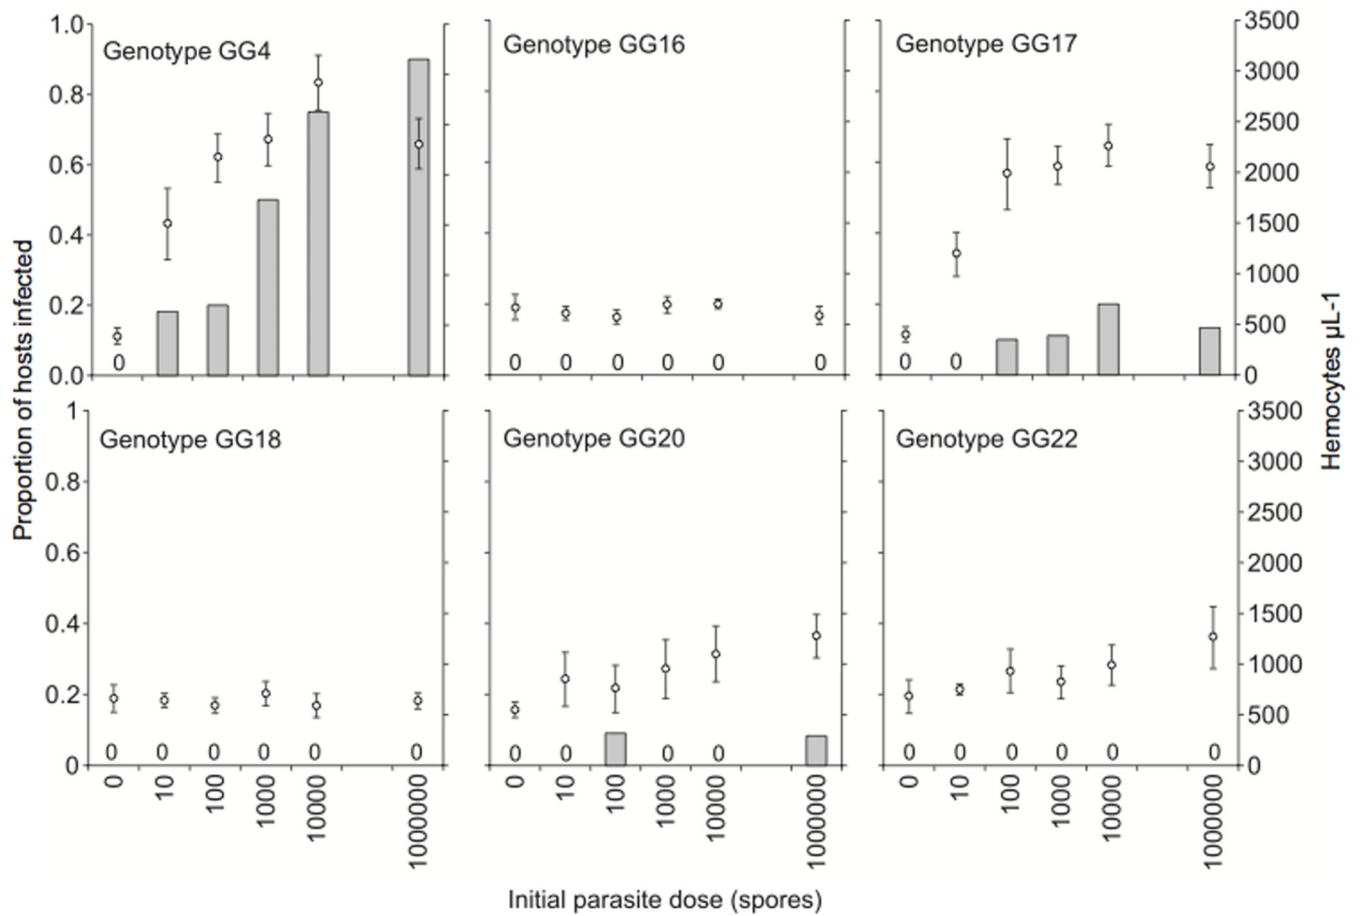 Genotype GG4
Genotype GG16
Genotype GG17
1.0
0.8
0.6
0.4
0.2
0.0
0
0 0 0 0 0 0
0 0
3500
3000
2500
2000
1500
1000
500
0
Proportion of hosts infected
Hemocytes µL-1
Genotype GG18
Genotype GG20
Genotype GG22
1
0.8
0.6
0.4
0.2
0
0 0 0 0 0 0
0 0 0 0
0 0 0 0 0 0
3500
3000
2500
2000
1500
1000
500
0
0 10 100 1000 10000 1000000
0 10 100 1000 10000 1000000
0 10 100 1000 10000 1000000
Initial parasite dose (spores)